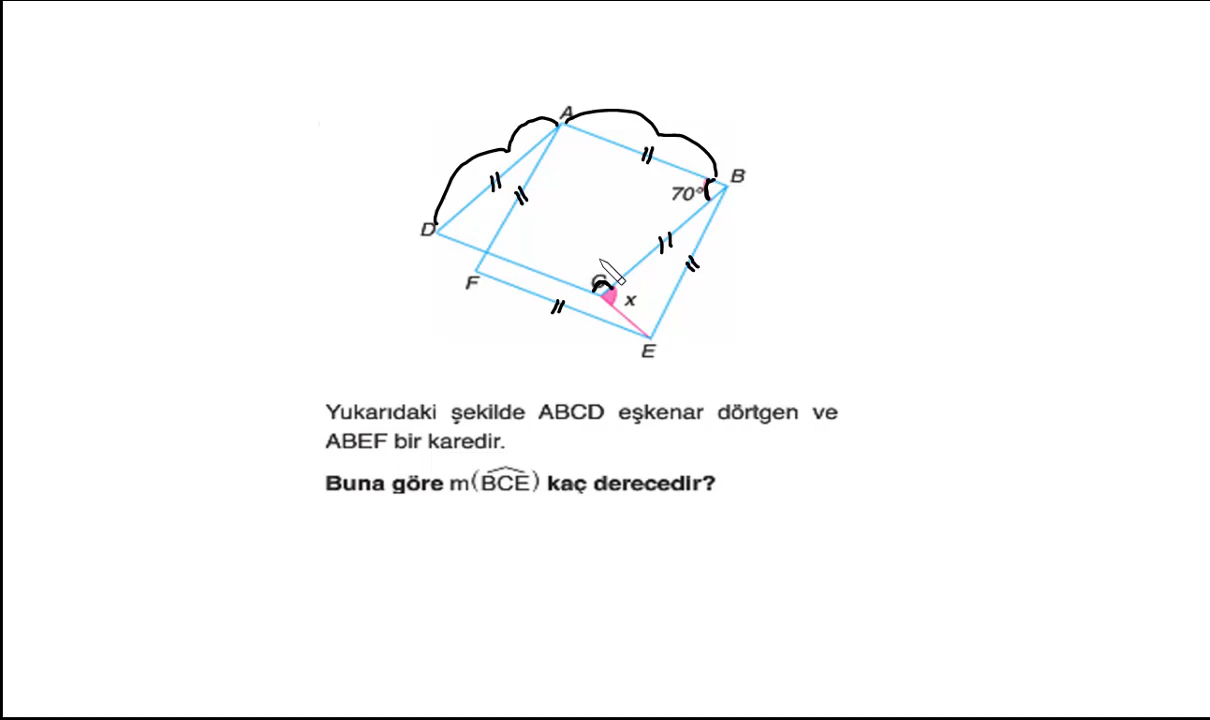 A
B
70°
D
C
x
F
E
Yukarıdaki şekilde ABCD eşkenar dörtgen ve
ABEF bir karedir.
Buna göre m(BCE) kaç derecedir?